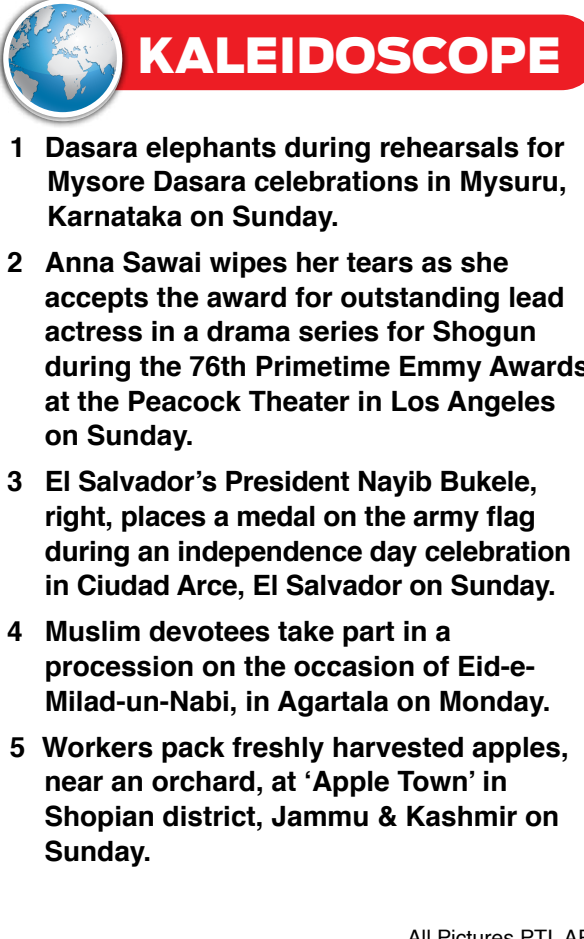 KALEIDOSCOPE
1 Dasara elephants during rehearsals for
Mysore Dasara celebrations in Mysuru,
Karnataka on Sunday.
2 Anna Sawai wipes her tears as she
accepts the award for outstanding lead
actress in a drama series for Shogun
during the 76th Primetime Emmy Awards
at the Peacock Theater in Los Angeles
on Sunday.
3 El Salvador’s President Nayib Bukele,
right, places a medal on the army flag
during an independence day celebration
in Ciudad Arce, El Salvador on Sunday.
4 Muslim devotees take part in a
procession on the occasion of Eid-e-
Milad-un-Nabi, in Agartala on Monday.
5 Workers pack freshly harvested apples,
near an orchard, at ‘Apple Town’ in
Shopian district, Jammu & Kashmir on
Sunday.
All Pictures PTI, AP